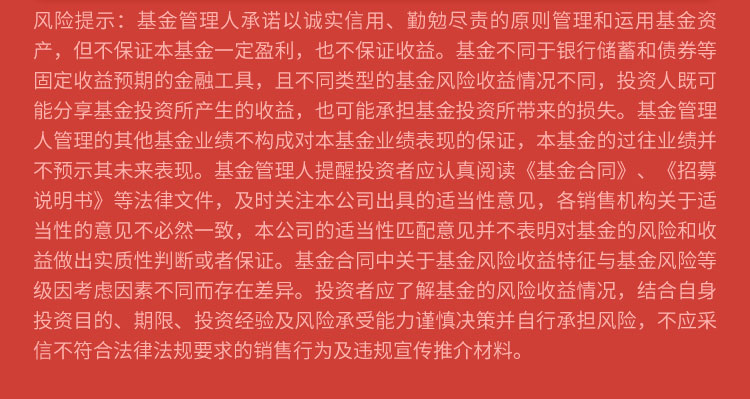 风险提示：基金管理人承诺以诚实信用、勤勉尽责的原则管理和运用基金资
产，但不保证本基金一定盈利，也不保证收益。基金不同于银行储蓄和债券等
固定收益预期的金融工具，且不同类型的基金风险收益情况不同，投资人既可
能分享基金投资所产生的收益，也可能承担基金投资所带来的损失。基金管理
人管理的其他基金业绩不构成对本基金业绩表现的保证，本基金的过往业绩并
不预示其未来表现。基金管理人提醒投资者应认真阅读《基金合同》、《招募
说明书》等法律文件，及时关注本公司出具的适当性意见，各销售机构关于适
当性的意见不必然一致，本公司的适当性匹配意见并不表明对基金的风险和收
益做出实质性判断或者保证。基金合同中关于基金风险收益特征与基金风险等
级因考虑因素不同而存在差异。投资者应了解基金的风险收益情况，结合自身
投资目的、期限、投资经验及风险承受能力谨慎决策并自行承担风险，不应采
信不符合法律法规要求的销售行为及违规宣传推介材料。